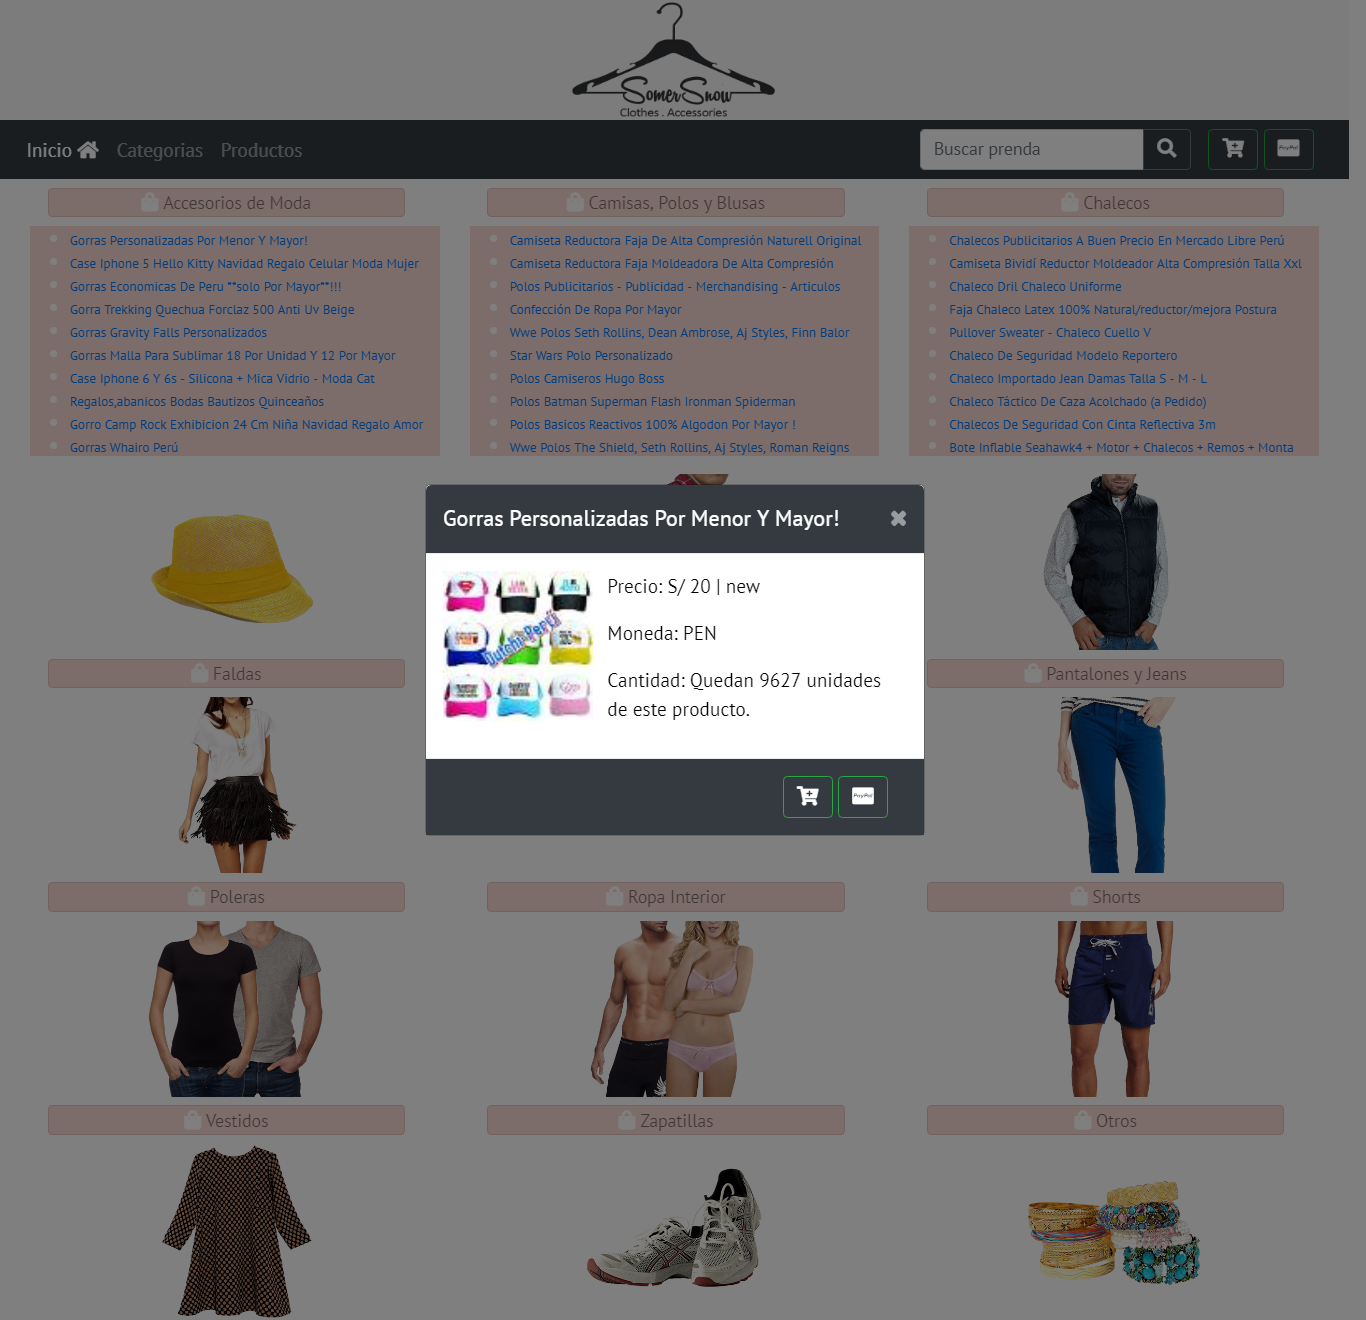 SomerSnow
Clothes . Accessories
Inicio
Categorias
Productos
Buscar prenda
PayPal
Accesorios de Moda
Gorras Personalizadas Por Menor Y Mayor!
Case Iphone 5 Hello Kitty Navidad Regalo Celular Moda Mujer
Gorras Economicas De Peru **solo Por Mayor**!!!
Gorra Trekking Quechua Forclaz 500 Anti Uv Beige
Gorras Gravity Falls Personalizados
Gorras Malla Para Sublimar 18 Por Unidad Y 12 Por Mayor
Case Iphone 6 Y 6s - Silicona + Mica Vidrio - Moda Cat
Regalos,abanicos Bodas Bautizos Quinceaños
Gorro Camp Rock Exhibicion 24 Cm Niña Navidad Regalo Amor
Gorras Whairo Perú
Camisas, Polos y Blusas
Camiseta Reductora Faja De Alta Compresión Naturell Original
Camiseta Reductora Faja Moldeadora De Alta Compresión
Polos Publicitarios - Publicidad - Merchandising - Articulos
Confección De Ropa Por Mayor
Wwe Polos Seth Rollins, Dean Ambrose, Aj Styles, Finn Balor
Star Wars Polo Personalizado
Polos Camiseros Hugo Boss
Polos Batman Superman Flash Ironman Spiderman
Polos Basicos Reactivos 100% Algodon Por Mayor !
Wwe Polos The Shield, Seth Rollins, Aj Styles, Roman Reigns
Chalecos
Chalecos Publicitarios A Buen Precio En Mercado Libre Perú
Camiseta Bividí Reductor Moldeador Alta Compresión Talla Xxl
Chaleco Dril Chaleco Uniforme
Faja Chaleco Latex 100% Natural/reductor/mejora Postura
Pullover Sweater - Chaleco Cuello V
Chaleco De Seguridad Modelo Reportero
Chaleco Importado Jean Damas Talla S - M - L
Chaleco Táctico De Caza Acolchado (a Pedido)
Chalecos De Seguridad Con Cinta Reflectiva 3m
Bote Inflable Seahawk4 + Motor + Chalecos + Remos + Monta
Gorras Personalizadas Por Menor Y Mayor!
Dutchi Perú
Precio: S/ 20 | new
Moneda: PEN
Cantidad: Quedan 9627 unidades
de este producto.
PayPal
Faldas
Pantalones y Jeans
Poleras
Ropa Interior
Shorts
Vestidos
Zapatillas
Otros